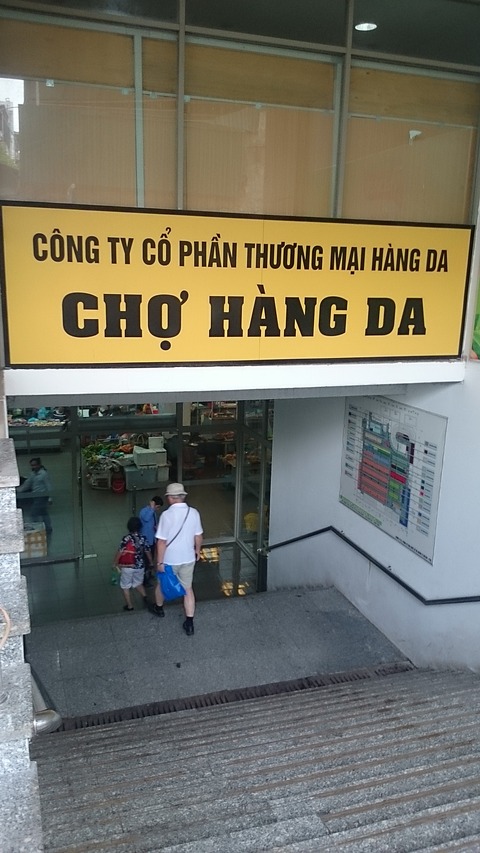 CÔNG TY CỔ PHẦN THƯƠNG MẠI HÀNG DA
CHỢ HÀNG DA